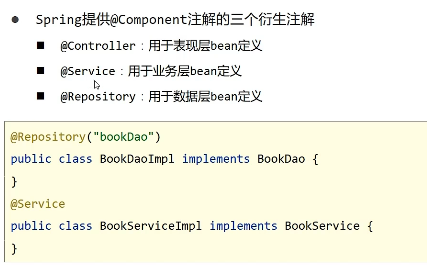 Spring提供@Component注解的三个衍生注解
@Controller：用于表现层bean定义
@Service：用于业务层bean定义
@Repository：用于数据层bean定义
@Repository("bookDao")
public class BookDaoImpl implements BookDao {
}
@Service
public class BookServiceImpl implements BookService {
}